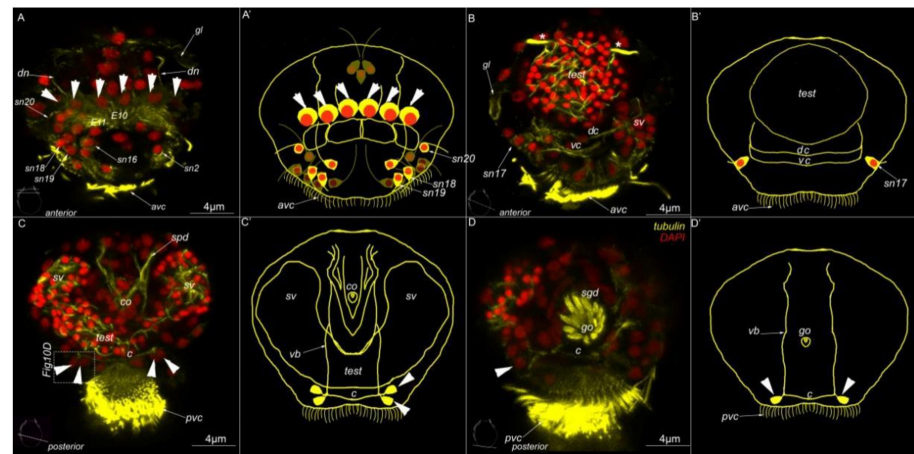 A
gl
dn
dn
sn20
E10
E11
sn16
sn2
sn18
sn19
avc
4µm
anterior
A'
sn20
sn18
sn19
avc
B
*
*
test
gl
sv
dc
vc
sn17
avc
4µm
anterior
B'
test
dc
vc
sn17
avc
C
spd
sv
sv
co
test
c
Fig10D
pvc
4µm
posterior
C'
co
sv
sv
vb
test
c
pvc
D
tubulin
DAPI
sgd
go
c
pvc
4µm
posterior
D'
vb
go
c
pvc